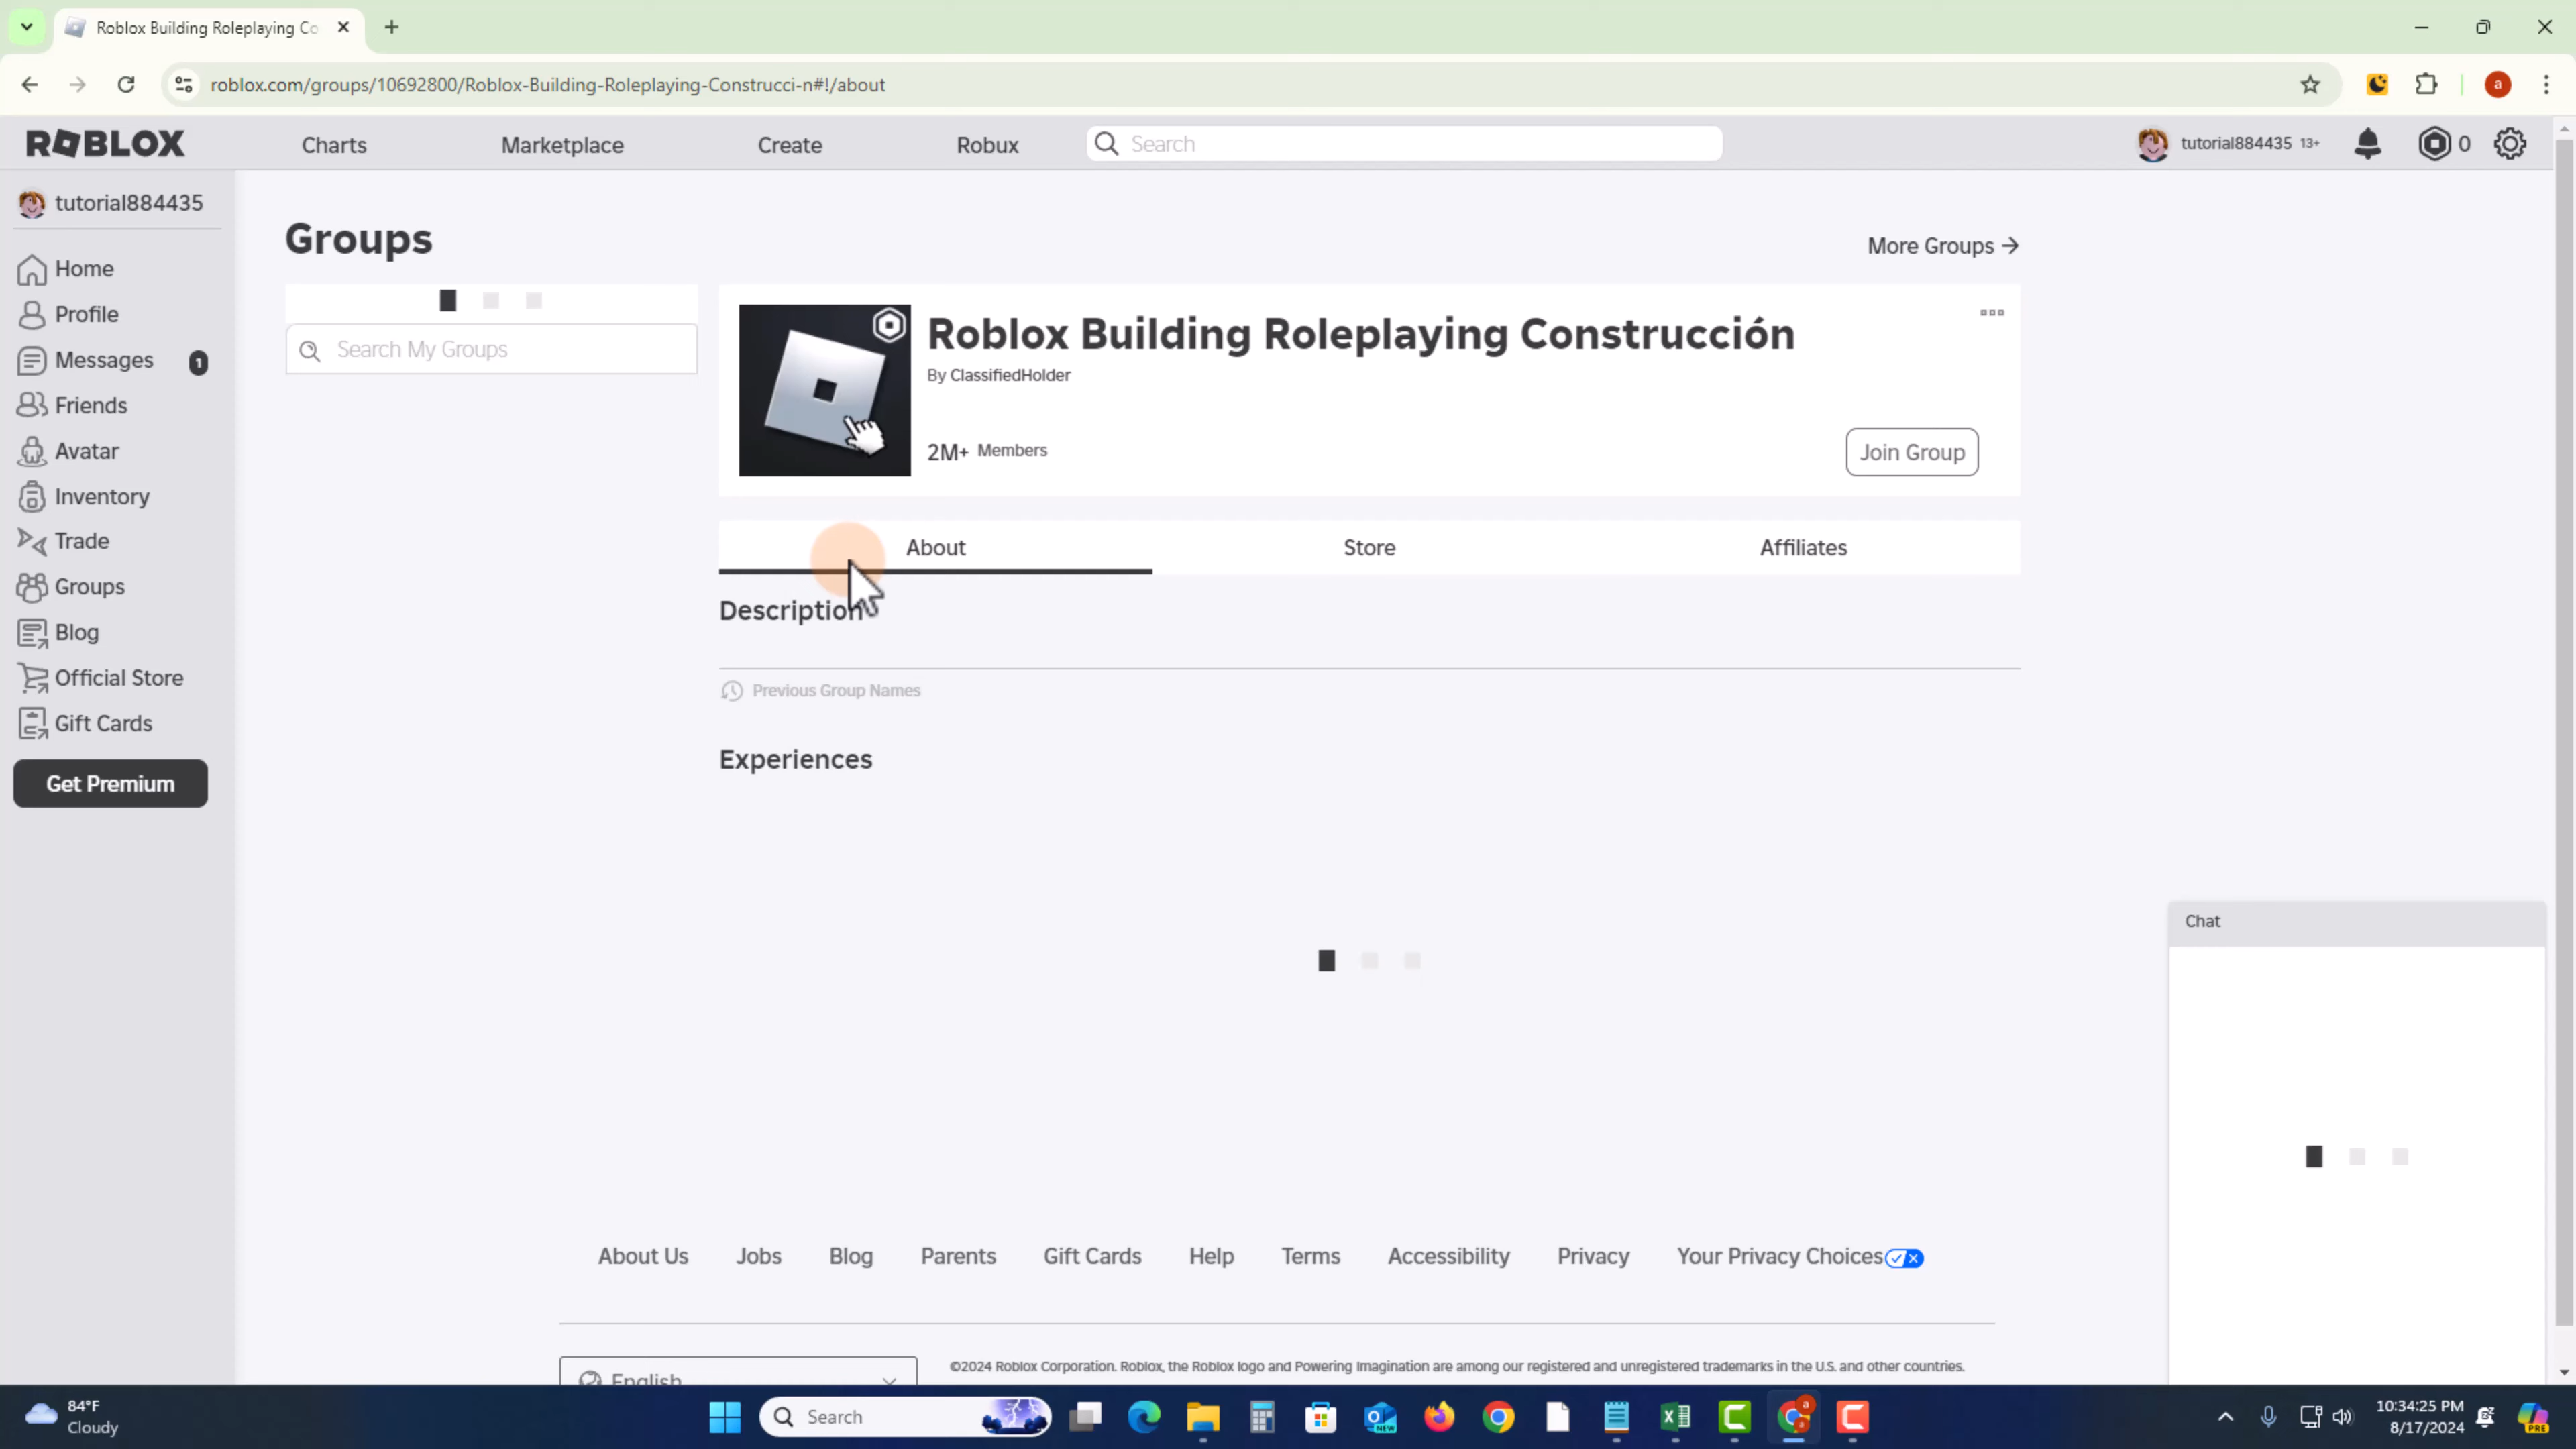 Roblox Building Roleplaying Co
roblox.com/groups/10692800/Roblox-Building-Roleplaying-Construcci-n#!/about
a
ROBLOX
Charts
Marketplace
Create
Robux
Search
tutorial884435 13+
0
tutorial884435
Home
Profile
Messages 1
Friends
Avatar
Inventory
Trade
Groups
Blog
Official Store
Gift Cards
Get Premium
Groups
More Groups →
Search My Groups
Roblox Building Roleplaying Construcción
By ClassifiedHolder
2M+ Members
Join Group
About
Store
Affiliates
Description
Previous Group Names
Experiences
Chat
About Us
Jobs
Blog
Parents
Gift Cards
Help
Terms
Accessibility
Privacy
Your Privacy Choices
English
©2024 Roblox Corporation. Roblox, the Roblox logo and Powering Imagination are among our registered and unregistered trademarks in the U.S. and other countries.
84°F
Cloudy
Search
NEW
a
10:34:25 PM
8/17/2024
PRE